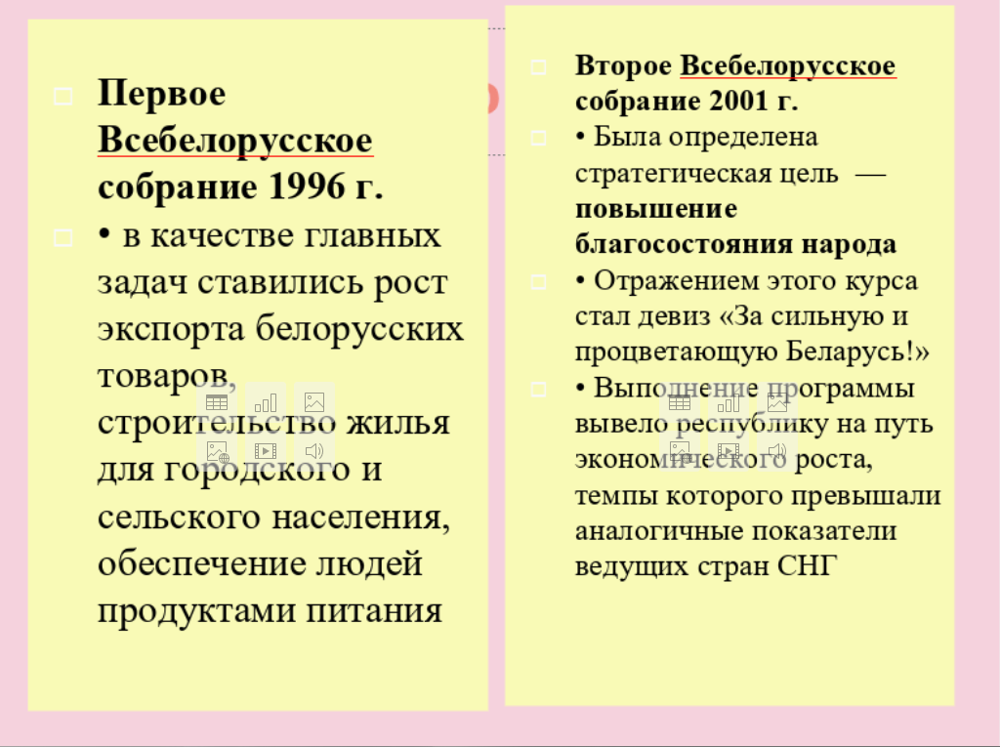 Первое
Всебелорусское
собрание 1996 г.
• в качестве главных
задач ставились рост
экспорта белорусских
товаров,
строительство жилья
для городского и
сельского населения,
обеспечение людей
продуктами питания
Второе Всебелорусское
собрание 2001 г.
• Была определена
стратегическая цель —
повышение
благосостояния народа
• Отражением этого курса
стал девиз «За сильную и
процветающую Беларусь!»
• Выполнение программы
вывело республику на путь
экономического роста,
темпы которого превышали
аналогичные показатели
ведущих стран СНГ